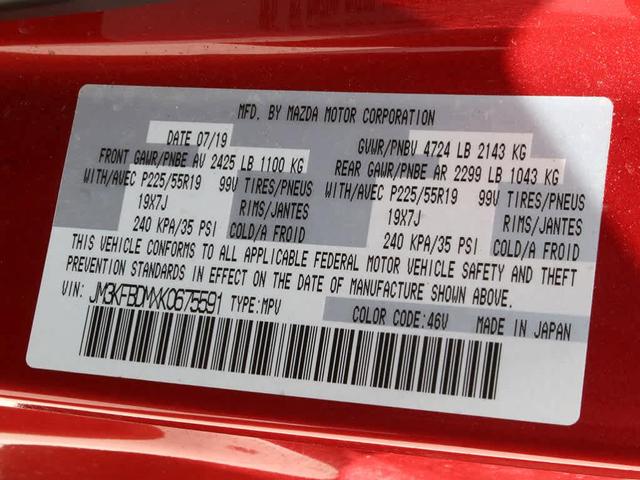 MFD. BY MAZDA MOTOR CORPORATION
DATE 07/19 GVWR/PNBV 4724 LB 2143 KG
FRONT GAWR/PNBE AV 2425 LB 1100 KG REAR GAWR/PNBE AR 2299 LB 1043 KG
WITH/AVEC P225/55R19 99V TIRES/PNEUS WITH/AVEC P225/55R19 99V TIRES/PNEUS
19X7J RIMS/JANTES 19X7J RIMS/JANTES
240 KPA/35 PSI COLD/A FROID 240 KPA/35 PSI COLD/A FROID
THIS VEHICLE CONFORMS TO ALL APPLICABLE FEDERAL MOTOR VEHICLE SAFETY AND THEFT
PREVENTION STANDARDS IN EFFECT ON THE DATE OF MANUFACTURE SHOWN ABOVE.
VIN: JM3KFBDMXK0675591 TYPE:MPV COLOR CODE:46V MADE IN JAPAN